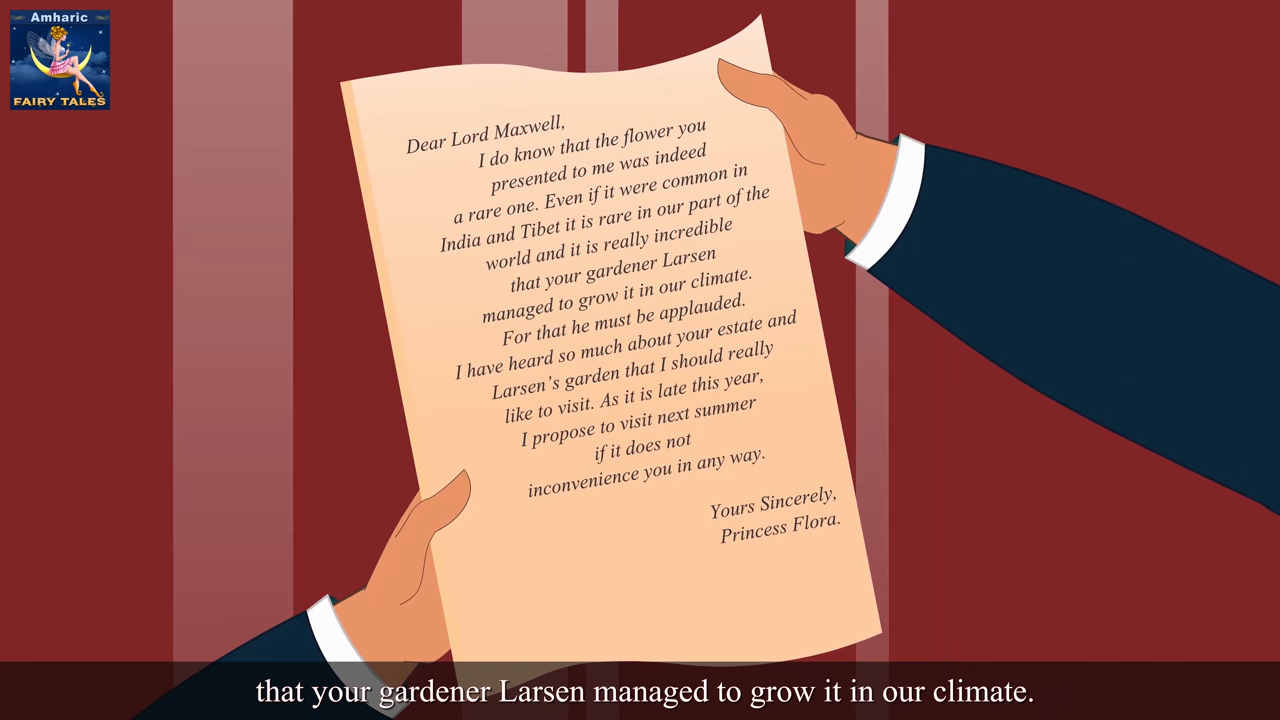 Amharic
FAIRY TALES
Dear Lord Maxwell,
I do know that the flower you
presented to me was indeed
a rare one. Even if it were common in
India and Tibet it is rare in our part of the
world and it is really incredible
that your gardener Larsen
managed to grow it in our climate.
For that he must be applauded.
I have heard so much about your estate and
Larsen's garden that I should really
like to visit. As it is late this year,
I propose to visit next summer
if it does not
inconvenience you in any way.
Yours Sincerely,
Princess Flora.
that your gardener Larsen managed to grow it in our climate.